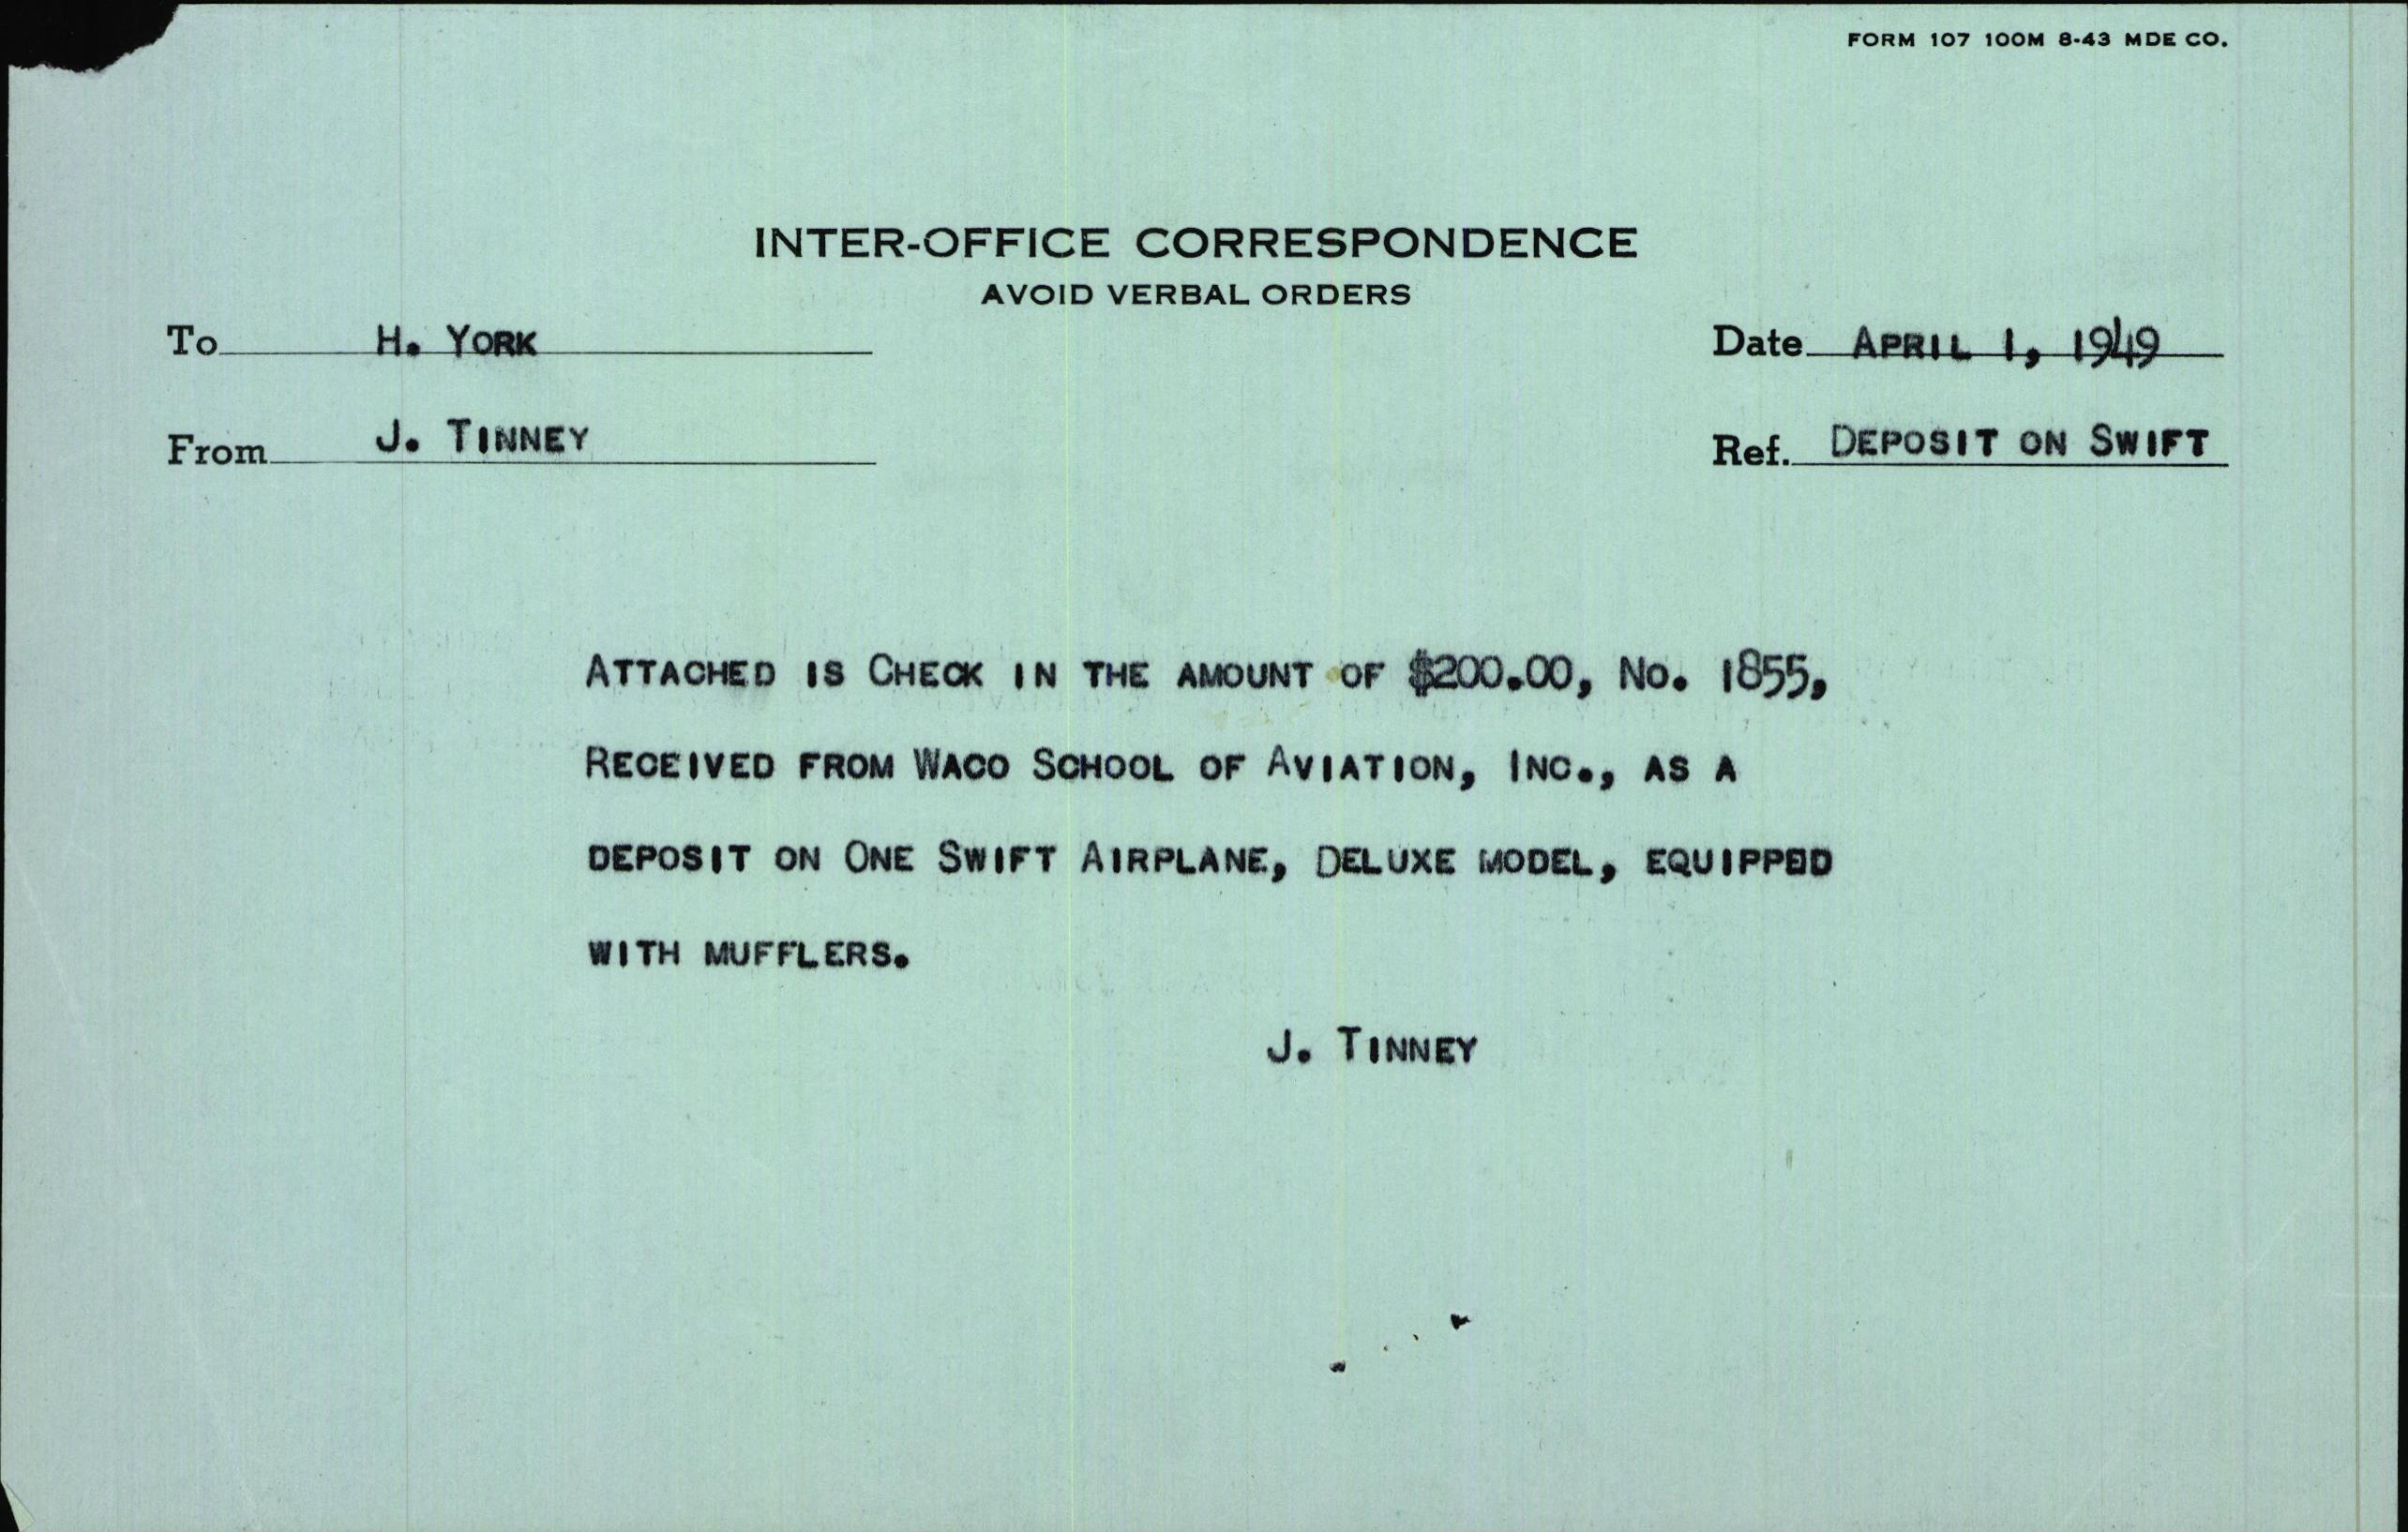 FORM 107 100M 8-43 MDE CO.
INTER-OFFICE CORRESPONDENCE
AVOID VERBAL ORDERS
To H. YORK Date APRIL 1, 1949
From J. TINNEY Ref. DEPOSIT ON SWIFT
ATTACHED IS CHECK IN THE AMOUNT OF $200.00, NO. 1855,
RECEIVED FROM WACO SCHOOL OF AVIATION, INC., AS A
DEPOSIT ON ONE SWIFT AIRPLANE, DELUXE MODEL, EQUIPPED
WITH MUFFLERS.
J. TINNEY